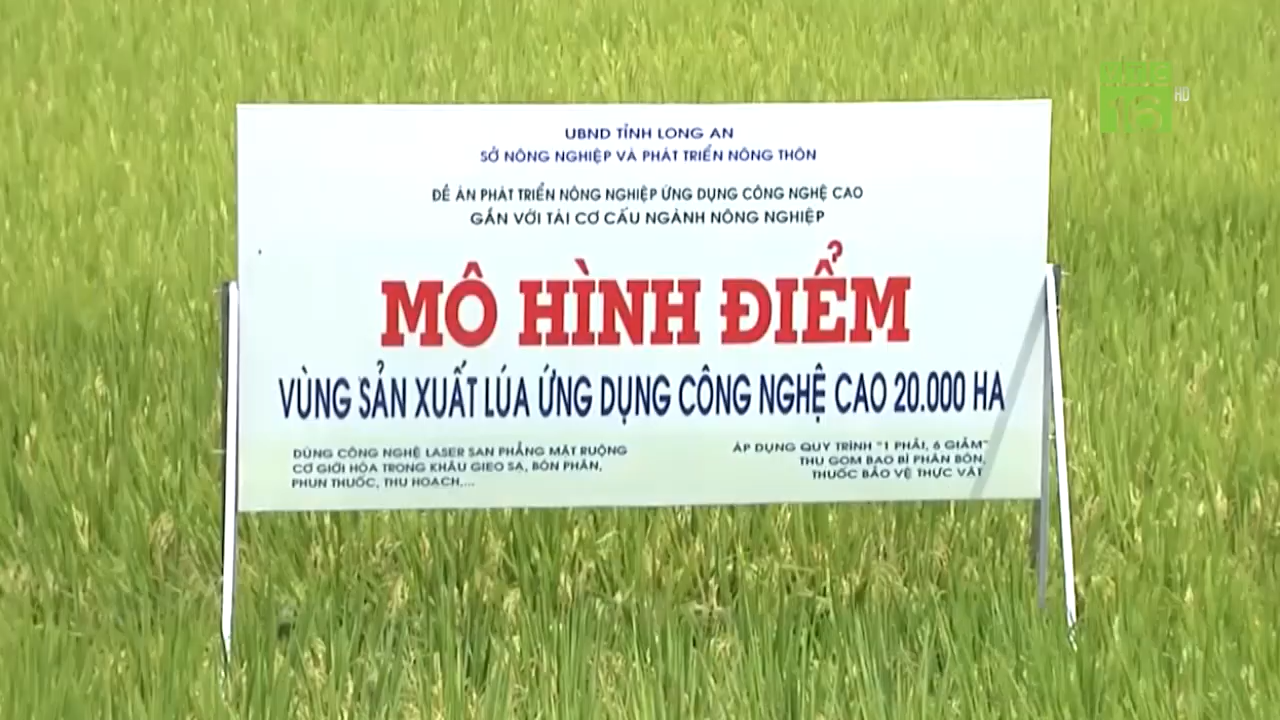 UBND TỈNH LONG AN
SỞ NÔNG NGHIỆP VÀ PHÁT TRIỂN NÔNG THÔN
ĐỀ ÁN PHÁT TRIỂN NÔNG NGHIỆP ỨNG DỤNG CÔNG NGHỆ CAO
GẮN VỚI TÁI CƠ CẤU NGÀNH NÔNG NGHIỆP
MÔ HÌNH ĐIỂM
VÙNG SẢN XUẤT LÚA ỨNG DỤNG CÔNG NGHỆ CAO 20.000 HA
DÙNG CÔNG NGHỆ LASER SAN PHẲNG MẶT RUỘNG
CƠ GIỚI HÓA TRONG KHÂU GIEO SẠ, BÓN PHÂN,
PHUN THUỐC, THU HOẠCH,...
ÁP DỤNG QUY TRÌNH "1 PHẢI, 6 GIẢM"
THU GOM BAO BÌ PHÂN BÓN,
THUỐC BẢO VỆ THỰC VẬT
HD